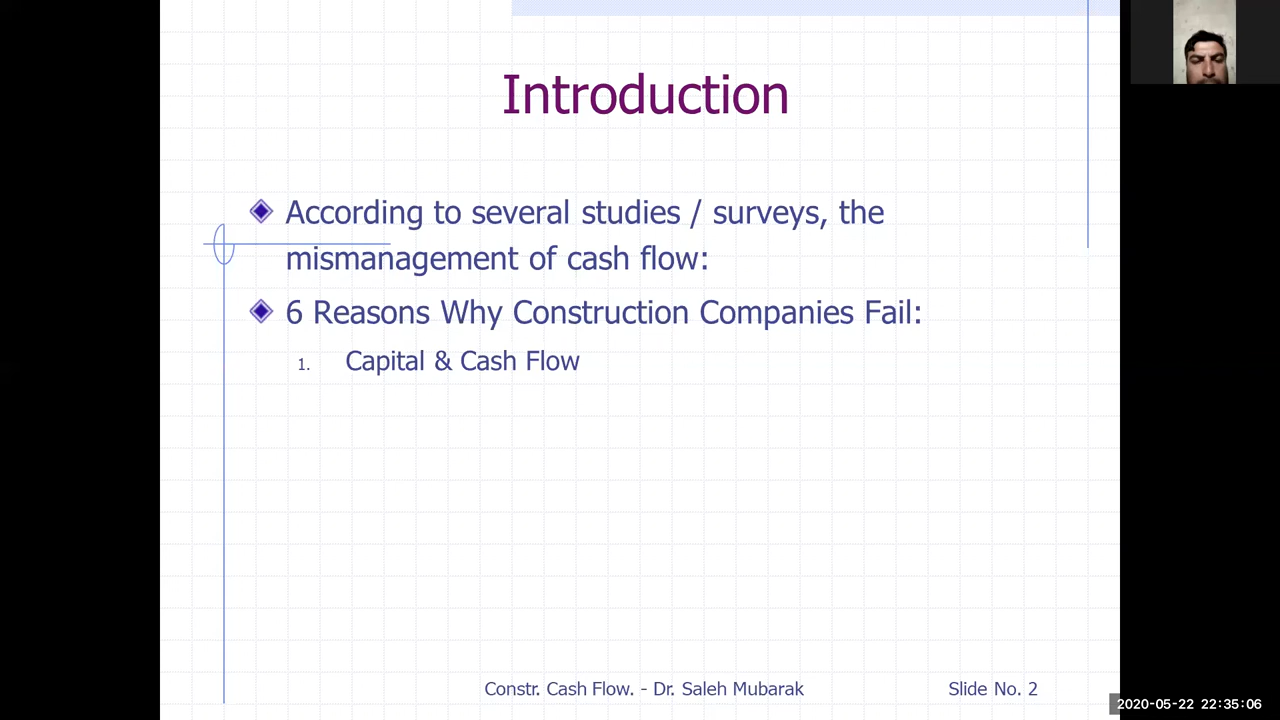 Introduction
According to several studies / surveys, the
mismanagement of cash flow:
6 Reasons Why Construction Companies Fail:
1. Capital & Cash Flow
Constr. Cash Flow. - Dr. Saleh Mubarak
Slide No. 2
2020-05-22 22:35:06